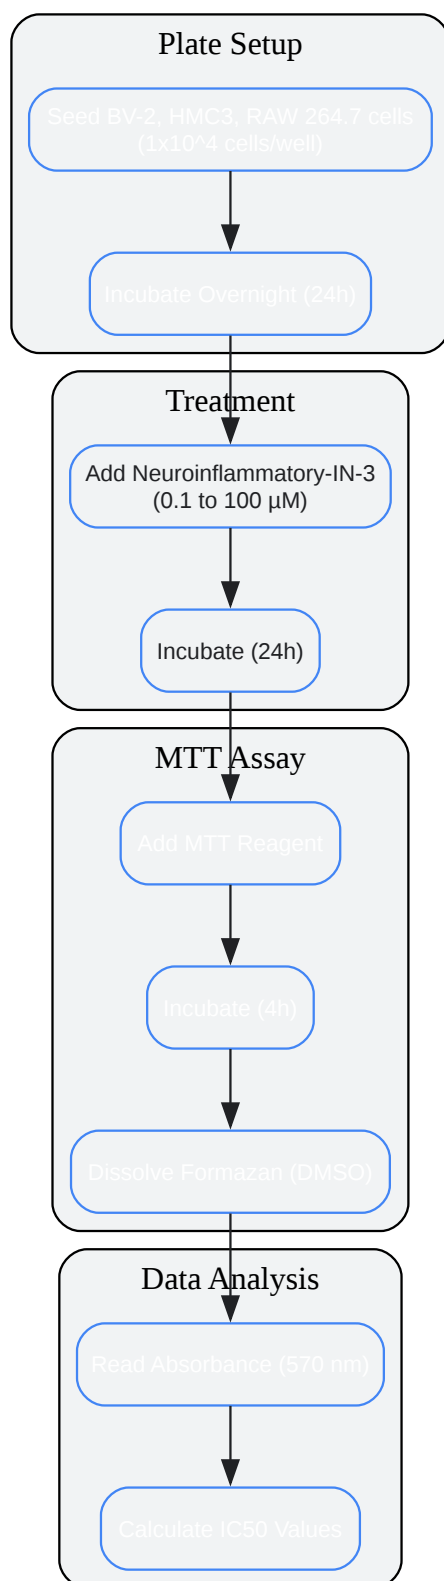 Plate Setup
Seed BV-2, HMC3, RAW 264.7 cells
(1x10^4 cells/well)
Incubate Overnight (24h)
Treatment
Add Neuroinflammatory-IN-3
(0.1 to 100 µM)
Incubate (24h)
MTT Assay
Add MTT Reagent
Incubate (4h)
Dissolve Formazan (DMSO)
Data Analysis
Read Absorbance (570 nm)
Calculate IC50 Values